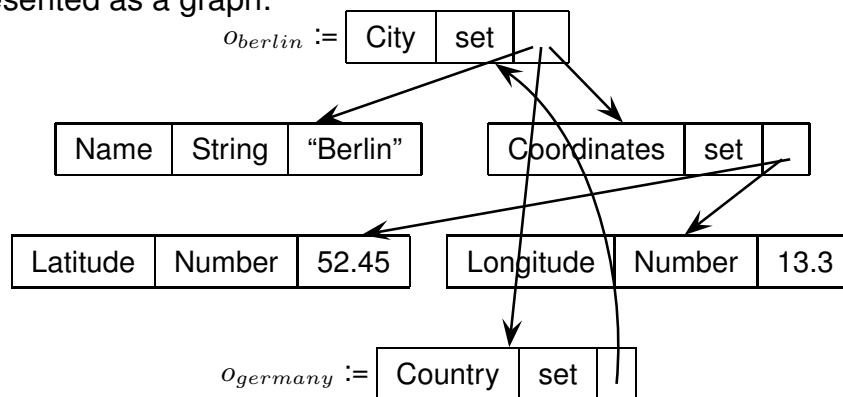 esented as a graph:
o_berlin := City set
Name String “Berlin” Coordinates set
Latitude Number 52.45 Longitude Number 13.3
o_germany := Country set